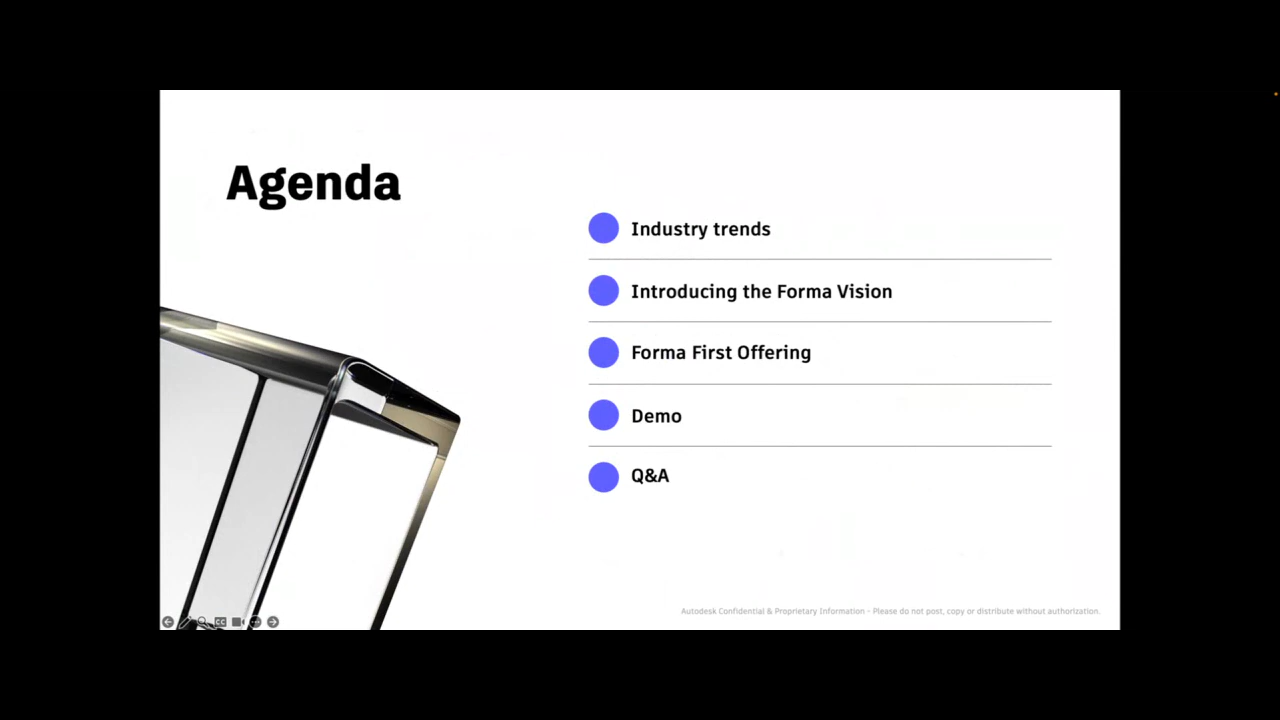 Agenda
Industry trends
Introducing the Forma Vision
Forma First Offering
Demo
Q&A
Autodesk Confidential & Proprietary Information - Please do not post, copy or distribute without authorization.
CC